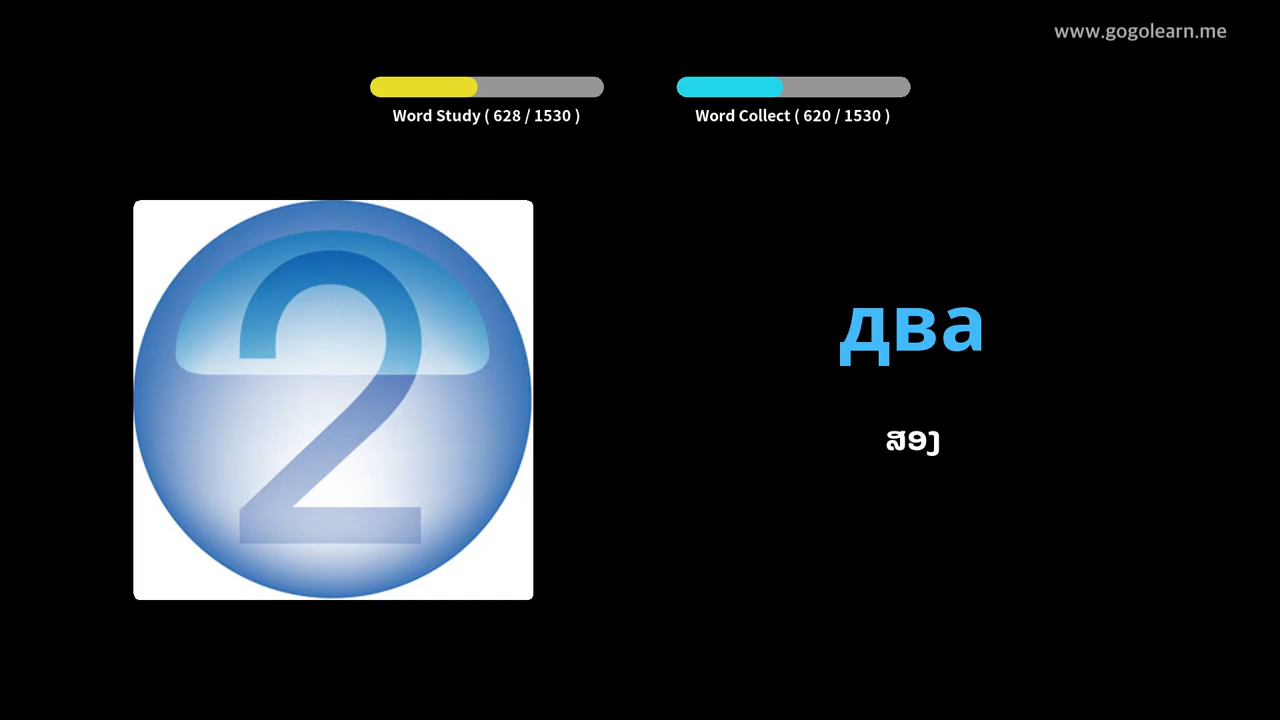 www.gogolearn.me
Word Study ( 628 / 1530 )
Word Collect ( 620 / 1530 )
2
два
ສອງ